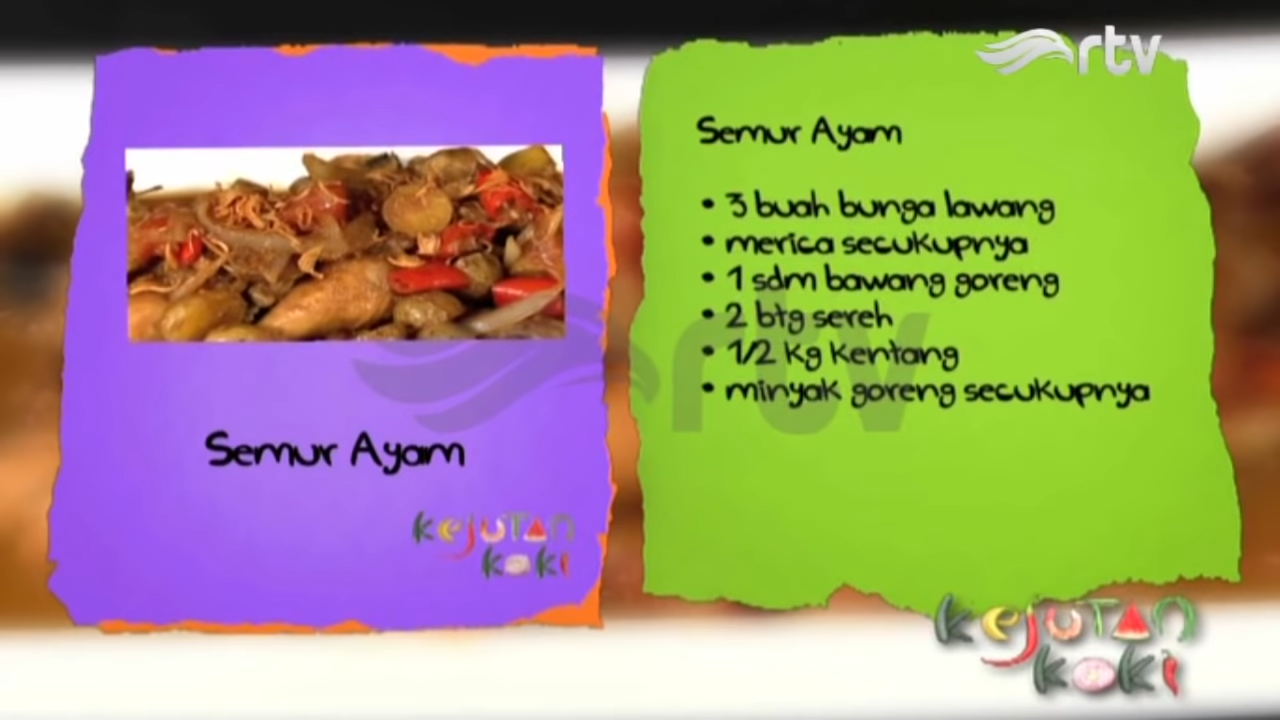 rtv
Semur Ayam
kejutan
koki
Semur Ayam
• 3 buah bunga lawang
• merica secukupnya
• 1 sdm bawang goreng
• 2 btg sereh
• 1/2 kg kentang
• minyak goreng secukupnya
rtv
kejutan
koki